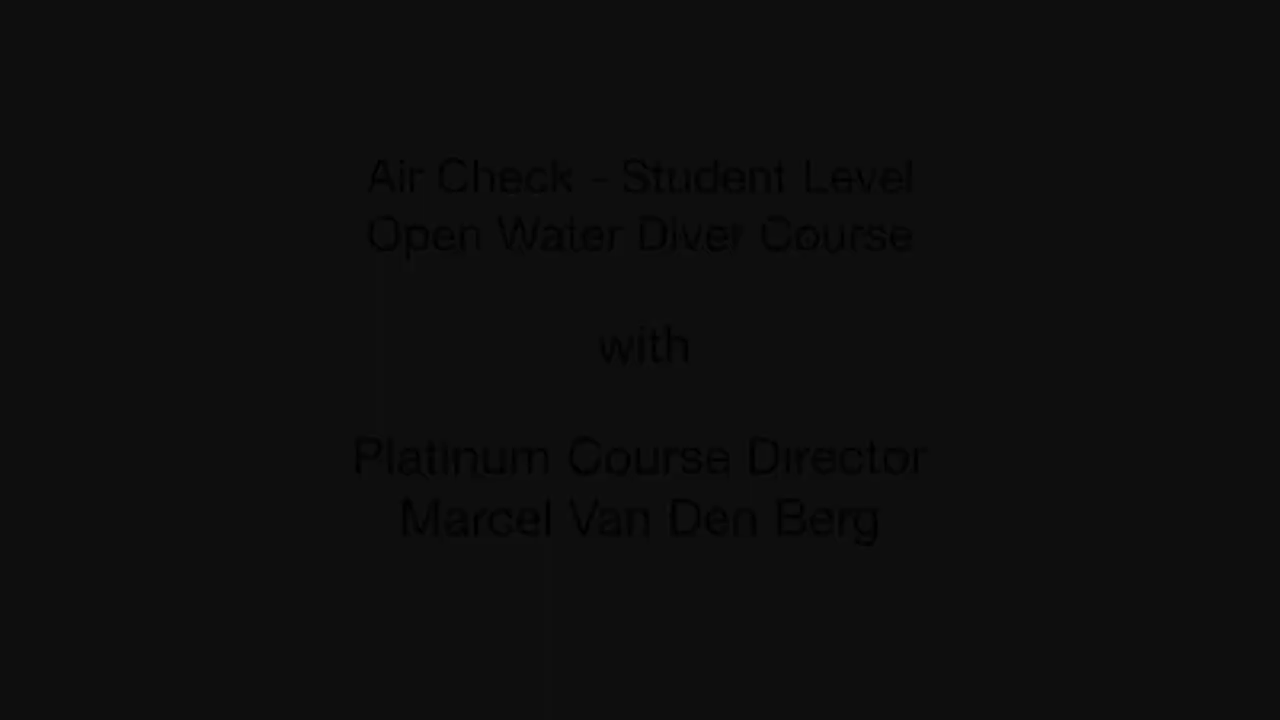 Air Check - Student Level
Open Water Diver Course
with
Platinum Course Director
Marcel Van Den Berg